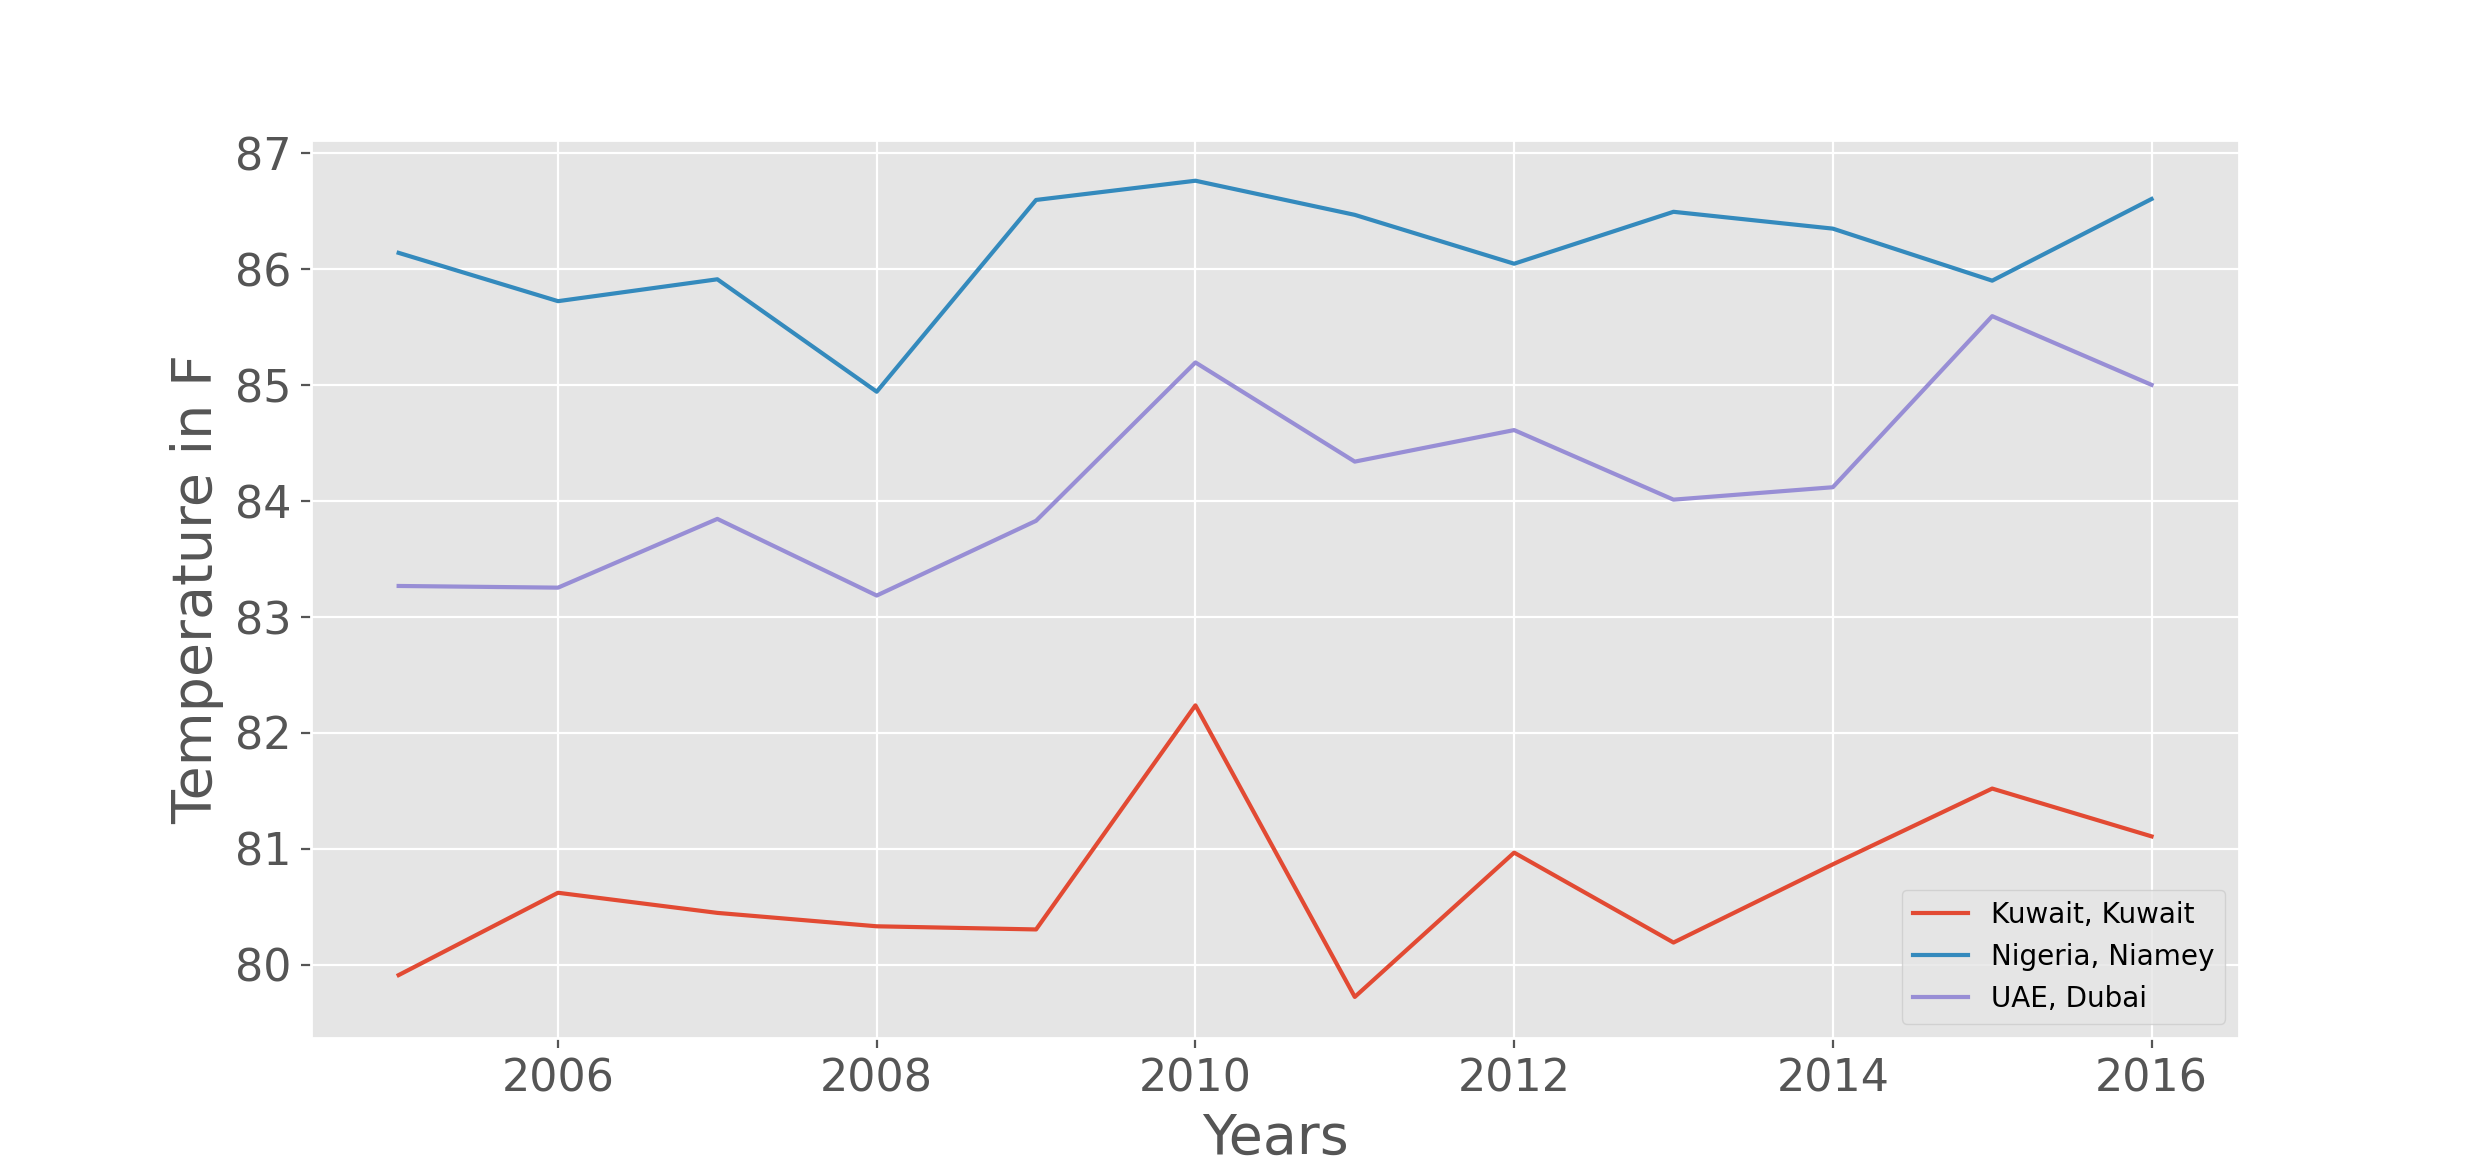 87
86
85
84
83
82
81
80
Temperature in F
Kuwait, Kuwait
Nigeria, Niamey
UAE, Dubai
2006 2008 2010 2012 2014 2016
Years